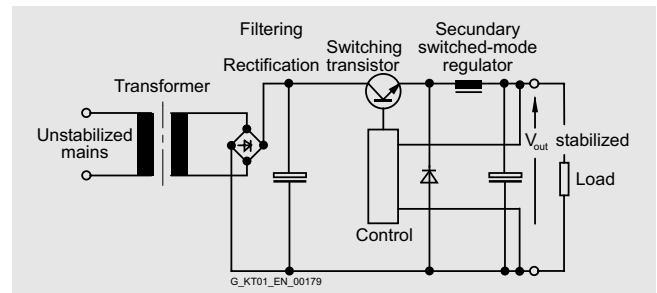 Filtering
Rectification
Switching
transistor
Secundary
switched-mode
regulator
Transformer
Unstabilized
mains
Vout stabilized
Load
Control
G_KT01_EN_00179